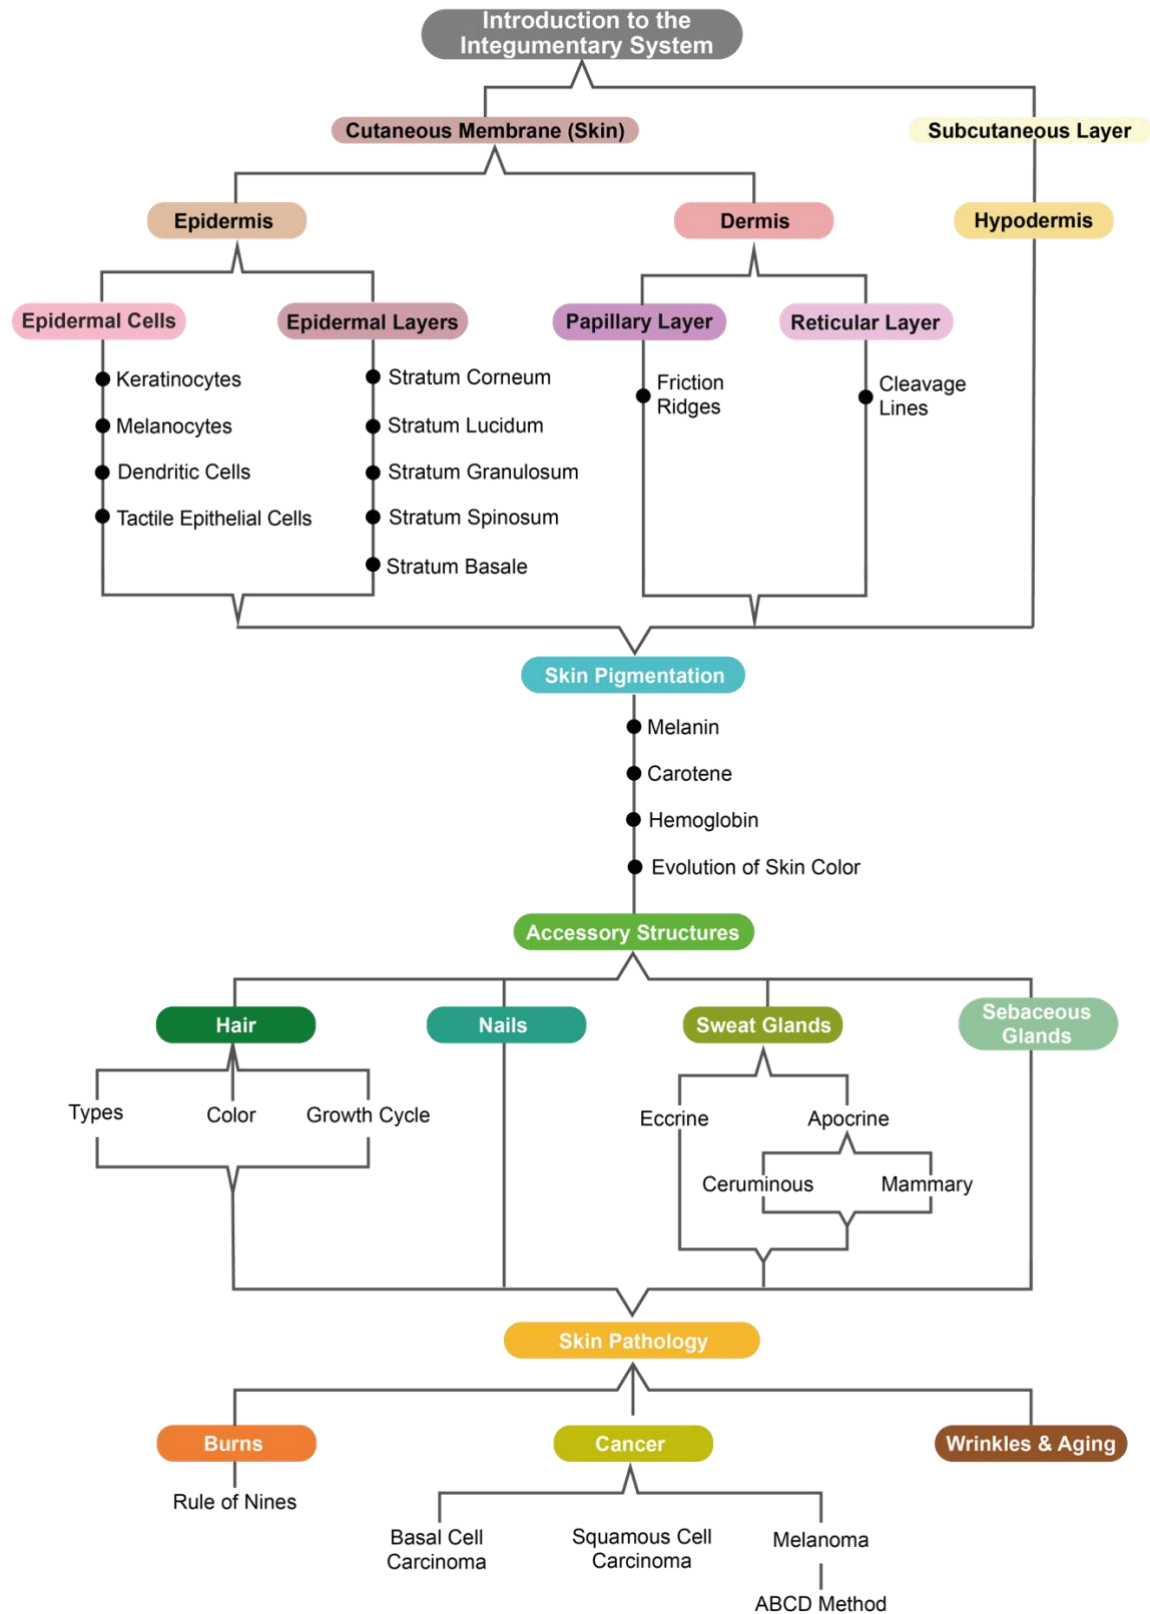 Introduction to the
Integumentary System
Cutaneous Membrane (Skin)
Subcutaneous Layer
Epidermis
Dermis
Hypodermis
Epidermal Cells
Epidermal Layers
Papillary Layer
Reticular Layer
Keratinocytes
Melanocytes
Dendritic Cells
Tactile Epithelial Cells
Stratum Corneum
Stratum Lucidum
Stratum Granulosum
Stratum Spinosum
Stratum Basale
Friction
Ridges
Cleavage
Lines
Skin Pigmentation
Melanin
Carotene
Hemoglobin
Evolution of Skin Color
Accessory Structures
Hair
Nails
Sweat Glands
Sebaceous
Glands
Types
Color
Growth Cycle
Eccrine
Apocrine
Ceruminous
Mammary
Skin Pathology
Burns
Cancer
Wrinkles & Aging
Rule of Nines
Basal Cell
Carcinoma
Squamous Cell
Carcinoma
Melanoma
ABCD Method